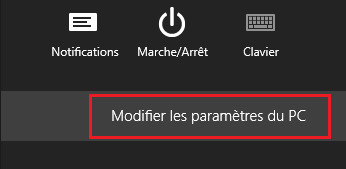 Notifications
Marche/Arrêt
Clavier
Modifier les paramètres du PC